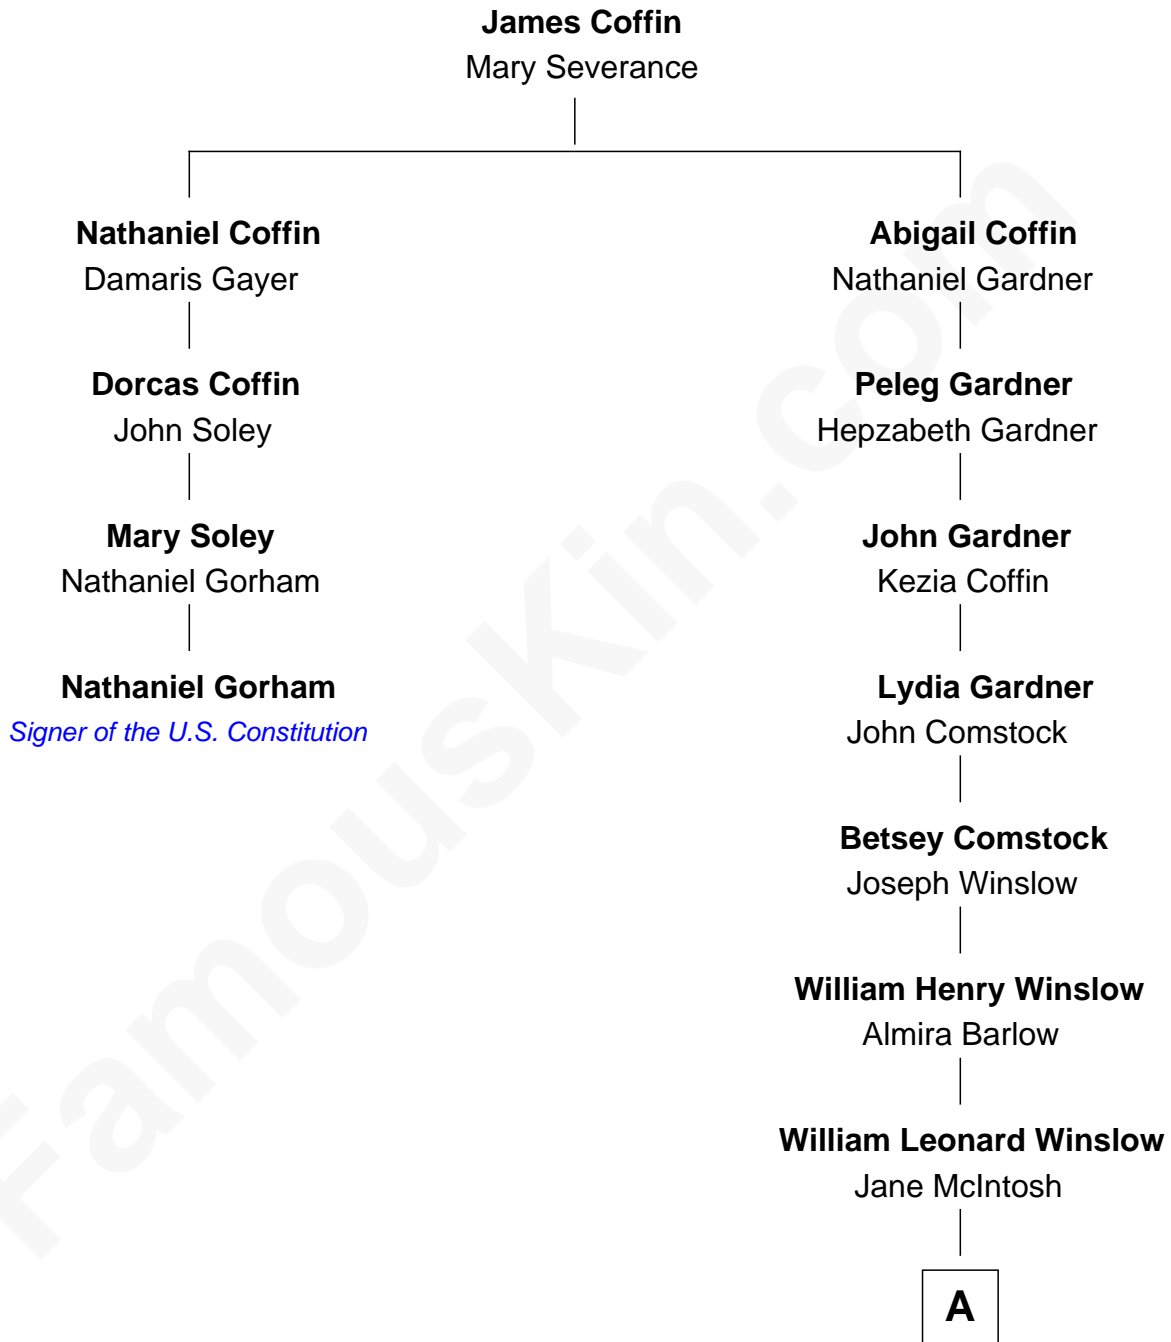 James Coffin
Mary Severance
Nathaniel Coffin
Damaris Gayer
Abigail Coffin
Nathaniel Gardner
Dorcas Coffin
John Soley
Peleg Gardner
Hepzabeth Gardner
Mary Soley
Nathaniel Gorham
John Gardner
Kezia Coffin
Nathaniel Gorham
Signer of the U.S. Constitution
Lydia Gardner
John Comstock
Betsey Comstock
Joseph Winslow
William Henry Winslow
Almira Barlow
William Leonard Winslow
Jane McIntosh
A
FamousKin.com